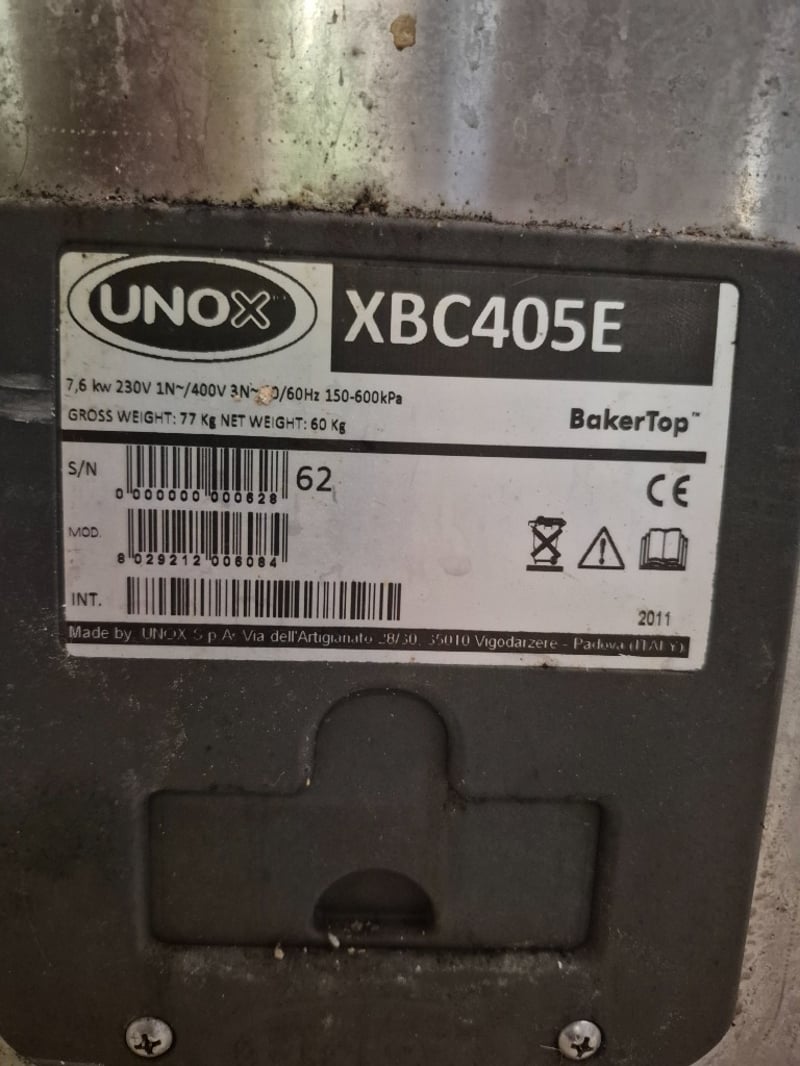 UNOX
XBC405E
7,6 kw 230V 1N~/400V 3N~ 0/60Hz 150-600kPa
GROSS WEIGHT: 77 Kg NET WEIGHT: 60 Kg
BakerTop™
S/N
0 000000 000628
62
CE
MOD.
8 029212 006084
INT.
2011
Made by UNOX S.p.A. Via dell'Artigianato 28/30, 35010 Vigodarzere - Padova (ITALY)